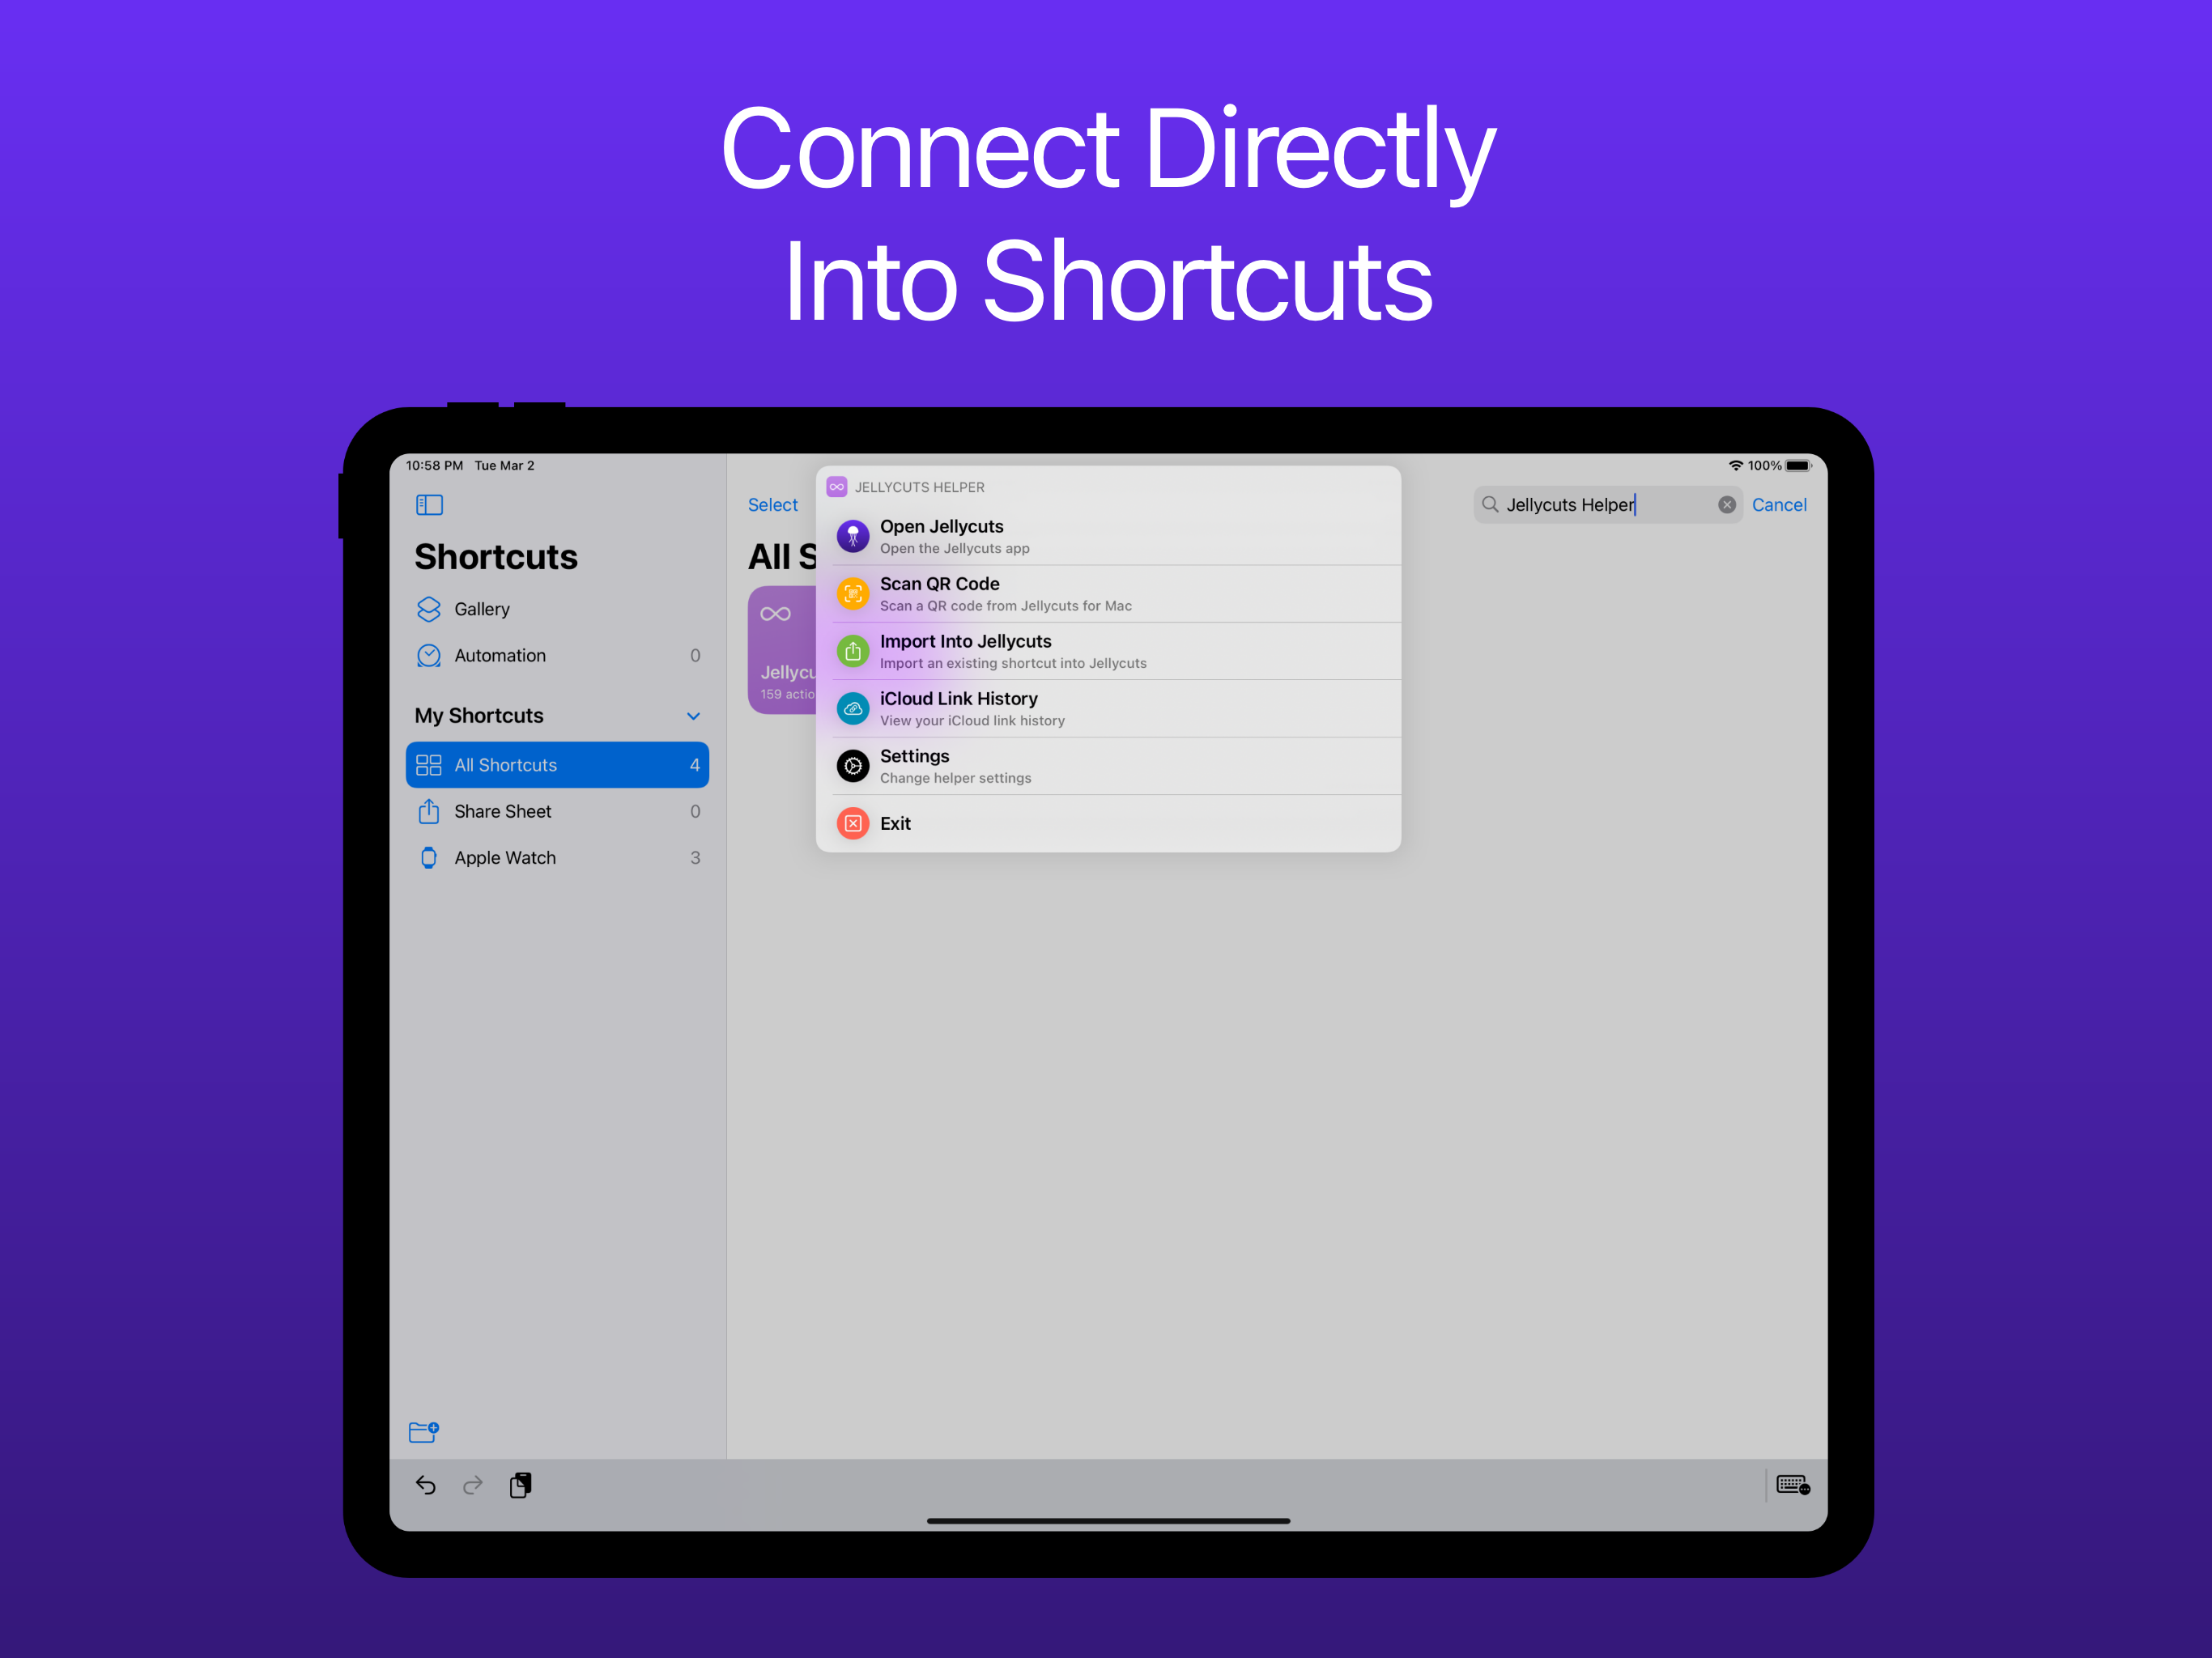 Connect Directly
Into Shortcuts
10:58 PM Tue Mar 2
100%
Shortcuts
Gallery
Automation 0
My Shortcuts
All Shortcuts 4
Share Sheet 0
Apple Watch 3
Select
Jellycuts Helper
Cancel
All S
Jellycu
159 actio
JELLYCUTS HELPER
Open Jellycuts
Open the Jellycuts app
Scan QR Code
Scan a QR code from Jellycuts for Mac
Import Into Jellycuts
Import an existing shortcut into Jellycuts
iCloud Link History
View your iCloud link history
Settings
Change helper settings
Exit